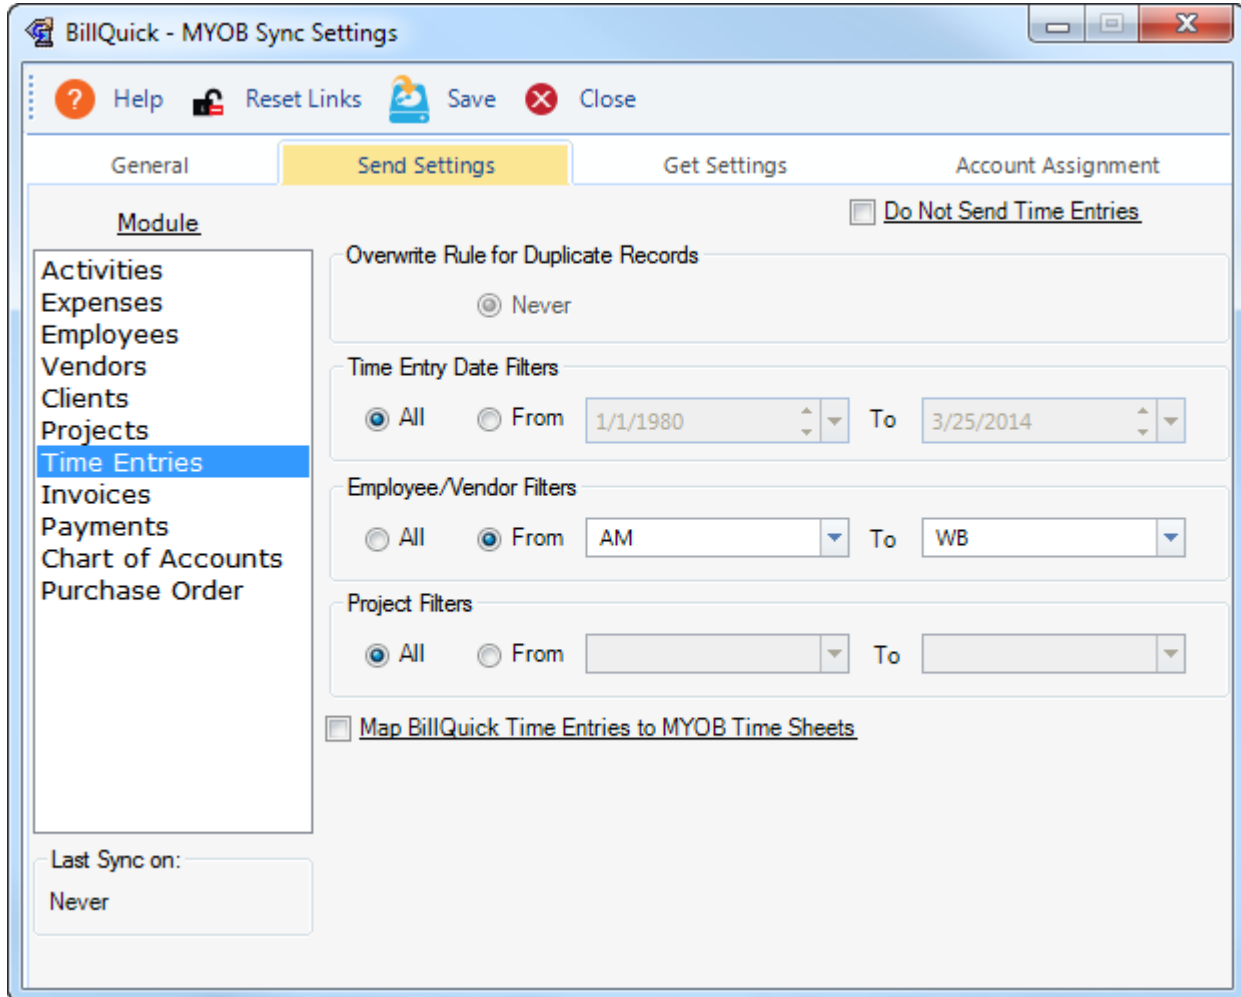 BillQuick - MYOB Sync Settings
Help Reset Links Save Close
General Send Settings Get Settings Account Assignment
Module
Do Not Send Time Entries
Activities
Expenses
Employees
Vendors
Clients
Projects
Time Entries
Invoices
Payments
Chart of Accounts
Purchase Order
Overwrite Rule for Duplicate Records
Never
Time Entry Date Filters
All From 1/1/1980 To 3/25/2014
Employee/Vendor Filters
All From AM To WB
Project Filters
All From To
Map BillQuick Time Entries to MYOB Time Sheets
Last Sync on:
Never